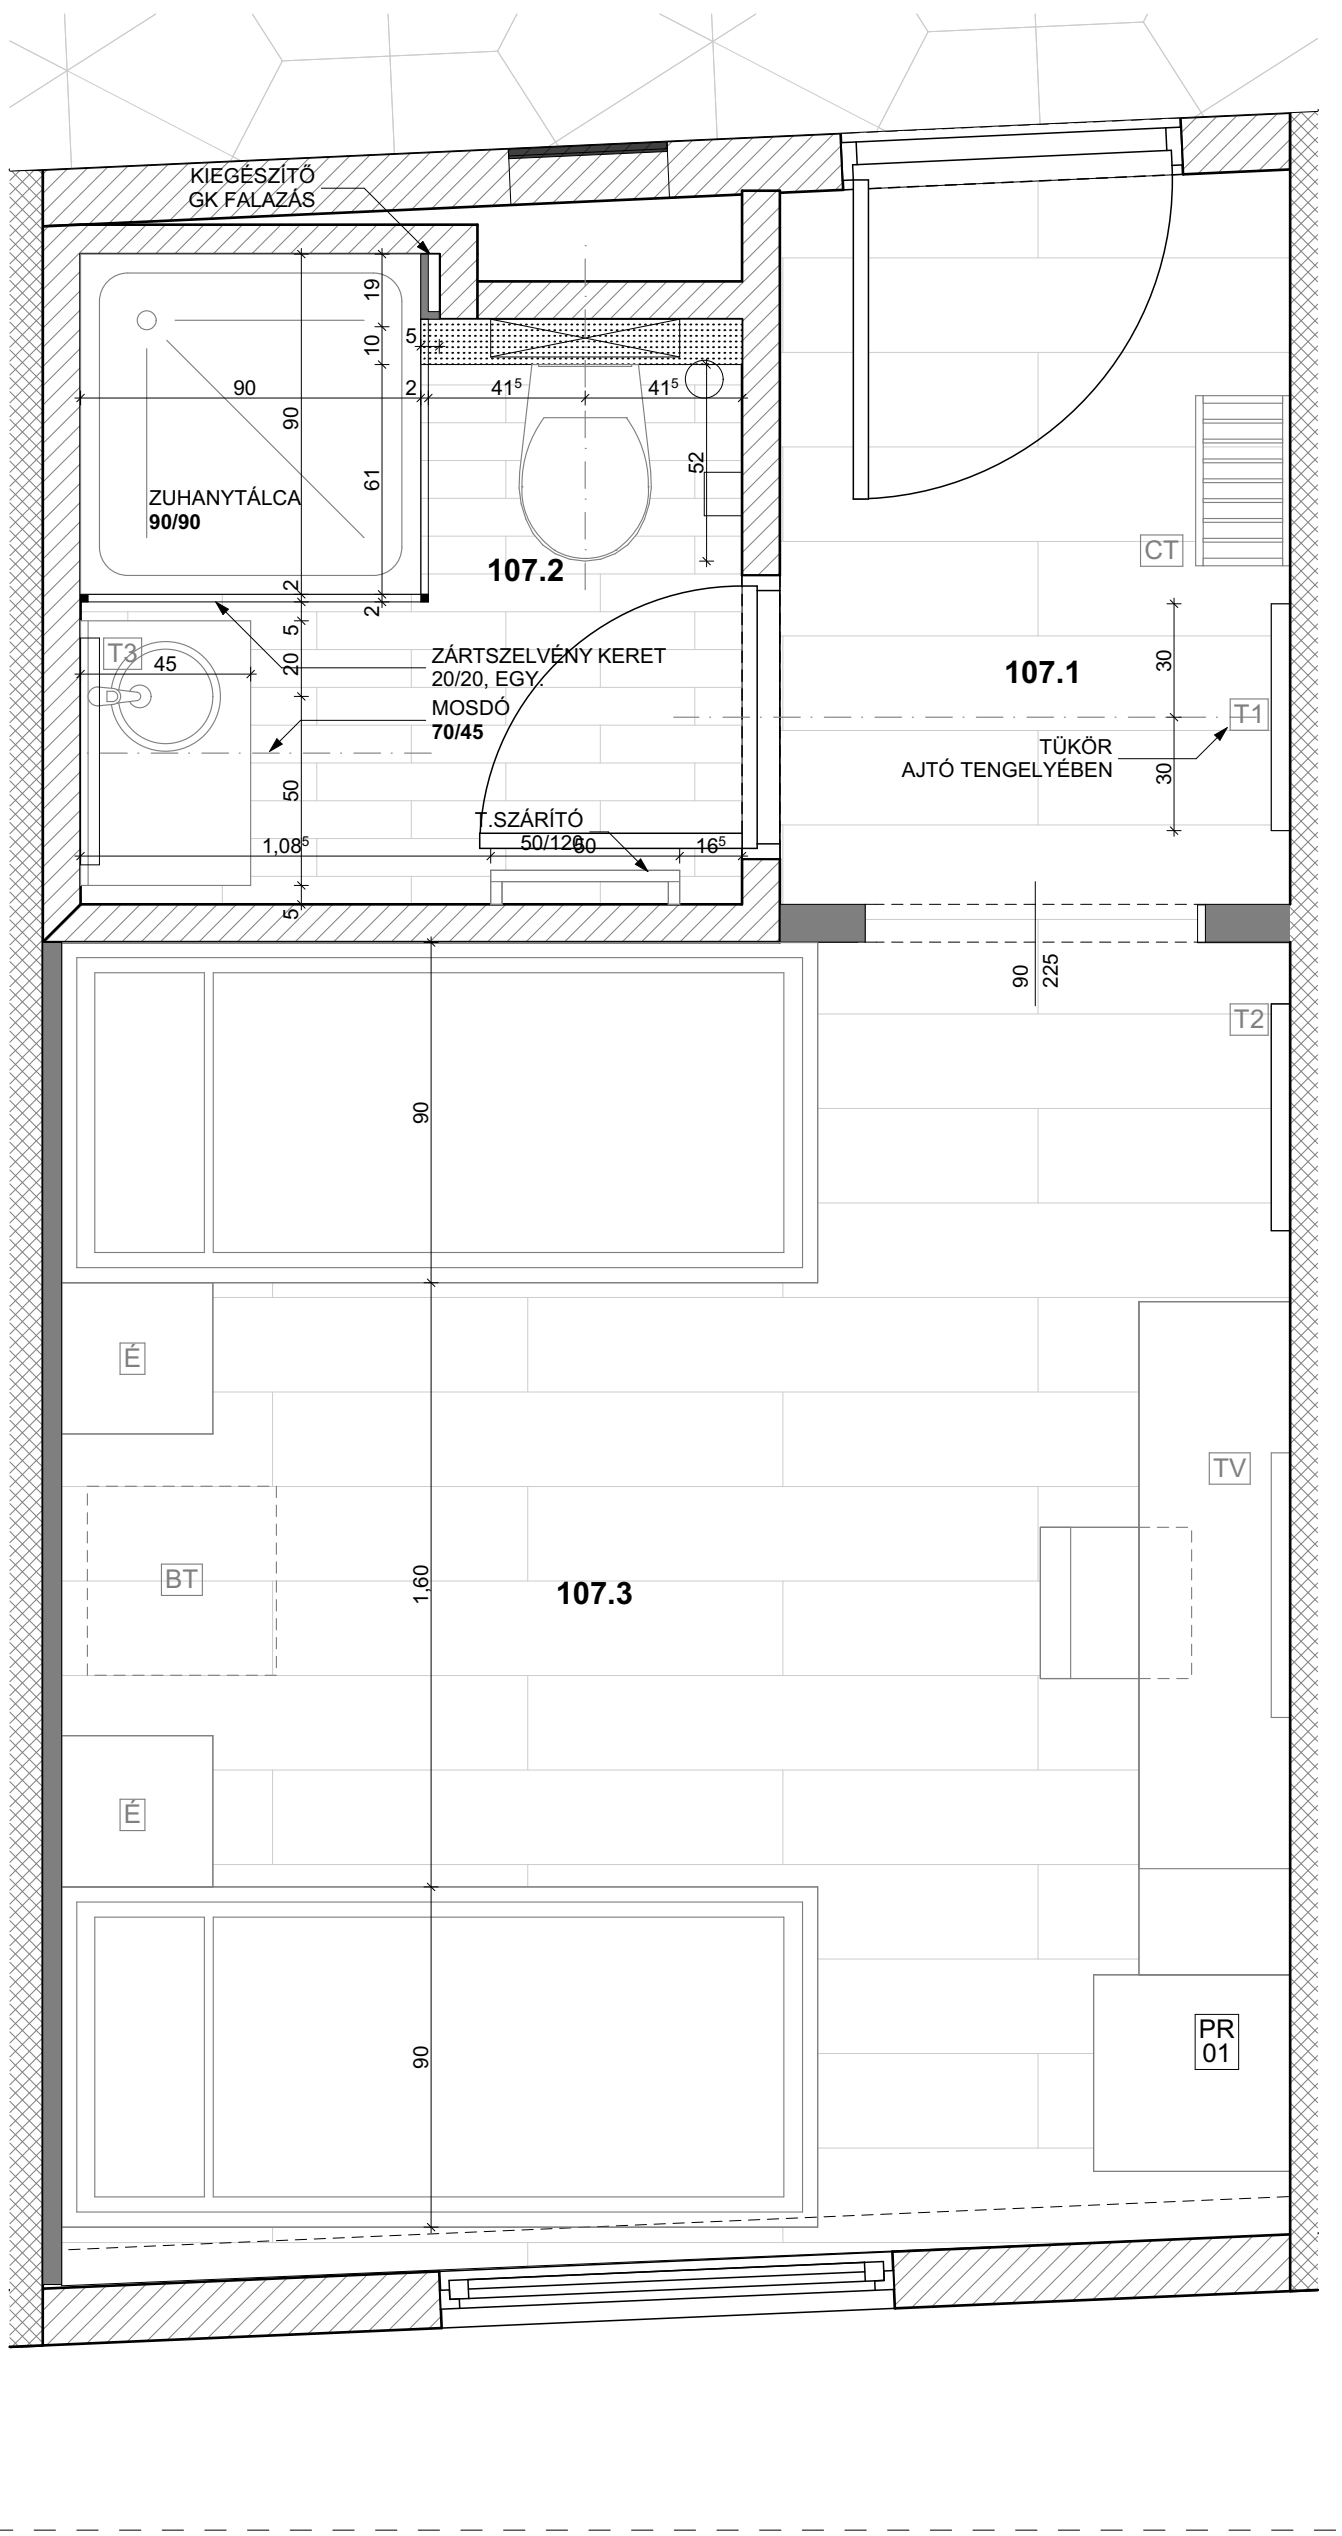 KIEGÉSZÍTŐ
GK FALAZÁS
19
10
5
90
2
41⁵
41⁵
90
61
52
ZUHANYTÁLCA
90/90
107.2
CT
2
2
5
T3
45
20
ZÁRTSZELVÉNY KERET
20/20, EGY.
MOSDÓ
70/45
107.1
30
T1
TÜKÖR
AJTÓ TENGELYÉBEN
30
50
T.SZÁRÍTÓ
50/120
1,08⁵
60
16⁵
5
90
225
T2
90
É
TV
BT
1,60
107.3
É
PR
01
90